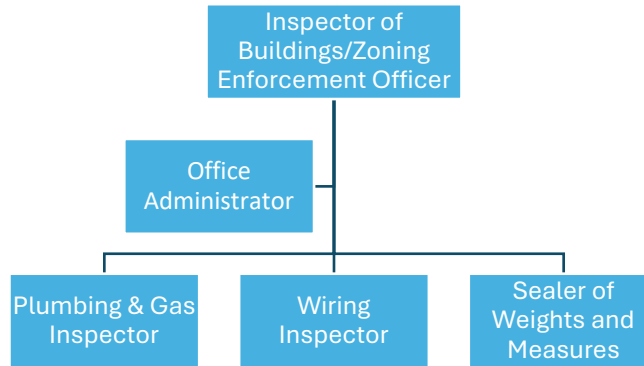 Inspector of
Buildings/Zoning
Enforcement Officer
Office
Administrator
Plumbing & Gas
Inspector
Wiring
Inspector
Sealer of
Weights and
Measures